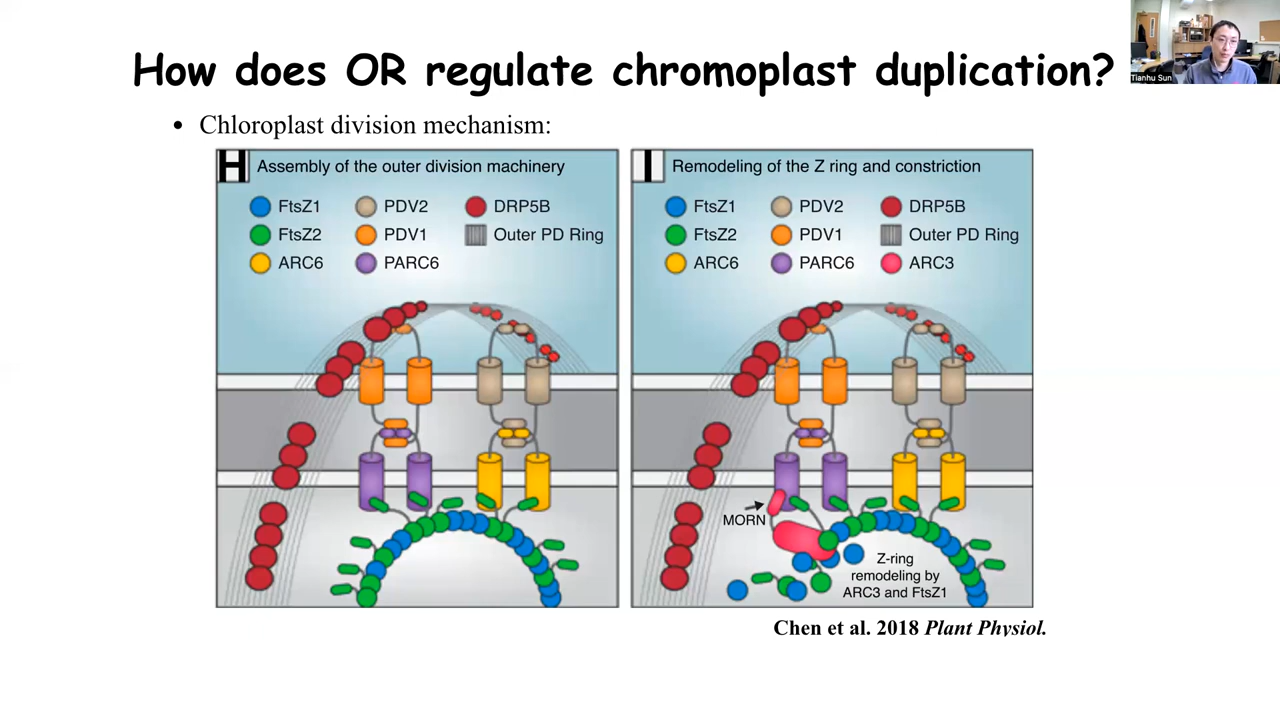 How does OR regulate chromoplast duplication?
Tianhu Sun
• Chloroplast division mechanism:
H Assembly of the outer division machinery
FtsZ1 PDV2 DRP5B
FtsZ2 PDV1 Outer PD Ring
ARC6 PARC6
I Remodeling of the Z ring and constriction
FtsZ1 PDV2 DRP5B
FtsZ2 PDV1 Outer PD Ring
ARC6 PARC6 ARC3
MORN
Z-ring
remodeling by
ARC3 and FtsZ1
Chen et al. 2018 Plant Physiol.